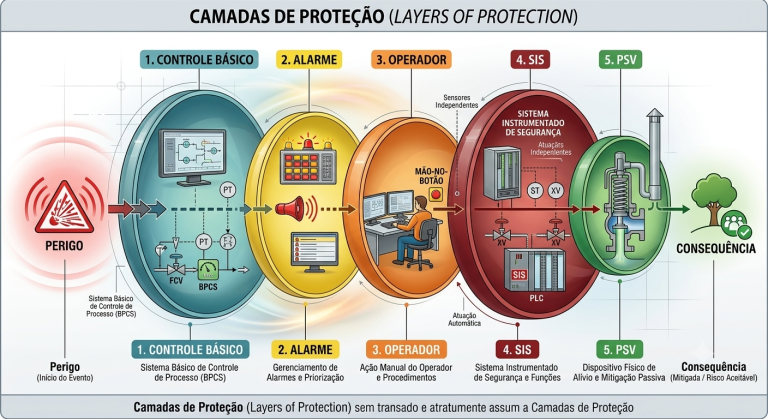 CAMADAS DE PROTEÇÃO (LAYERS OF PROTECTION)
1. CONTROLE BÁSICO
2. ALARME
3. OPERADOR
4. SIS
5. PSV
Sensores
Independentes
SISTEMA
INSTRUMENTADO
DE SEGURANÇA
Atuaçãts Independentes
MÃO-NO-
BOTÃO
PT
ST
XV
PERIGO
PT
FCV
BPCS
XV
XV
SIS
PLC
CONSEQUÊNCIA
Sistema Básico
de Controle de
Processo (BPCS)
Atuação
Automática
1. CONTROLE BÁSICO
2. ALARME
3. OPERADOR
4. SIS
5. PSV
Perigo
(Início do Evento)
Sistema Básico de Controle
de Processo (BPCS)
Gerenciamento de
Alarmes e Priorização
Ação Manual do Operador
e Procedimentos
Sistema Instrumentado
de Segurança e Funções
Dispositivo Físico de
Alívio e Mitigação Passiva
Consequência
(Mitigada / Risco Aceitável)
Camadas de Proteção (Layers of Protection) sem transado e atratumente assum a Camadas de Proteção